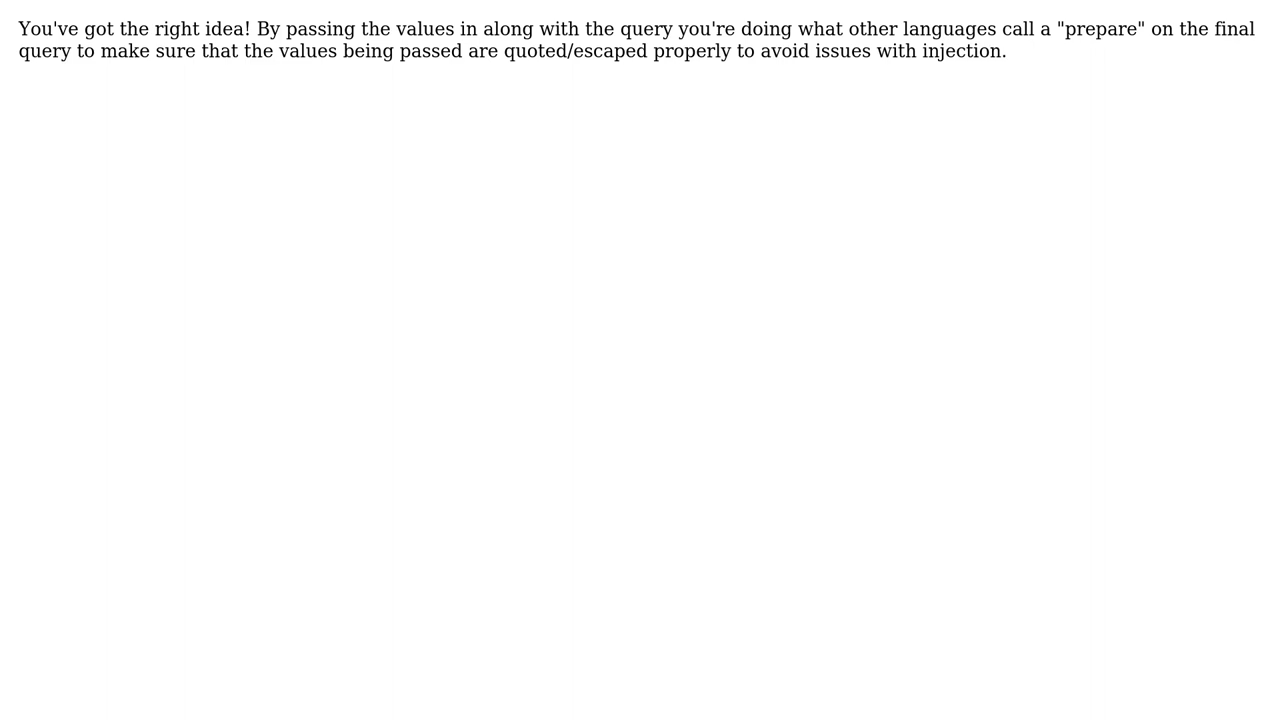 You've got the right idea! By passing the values in along with the query you're doing what other languages call a "prepare" on the final
query to make sure that the values being passed are quoted/escaped properly to avoid issues with injection.